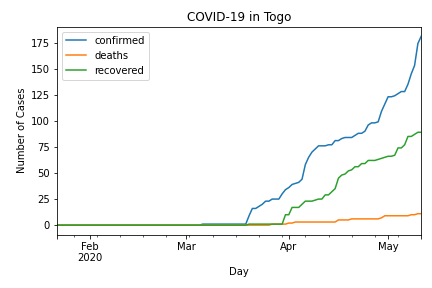 COVID-19 in Togo
confirmed
deaths
recovered
Number of Cases
175
150
125
100
75
50
25
0
Feb
2020
Mar
Apr
May
Day